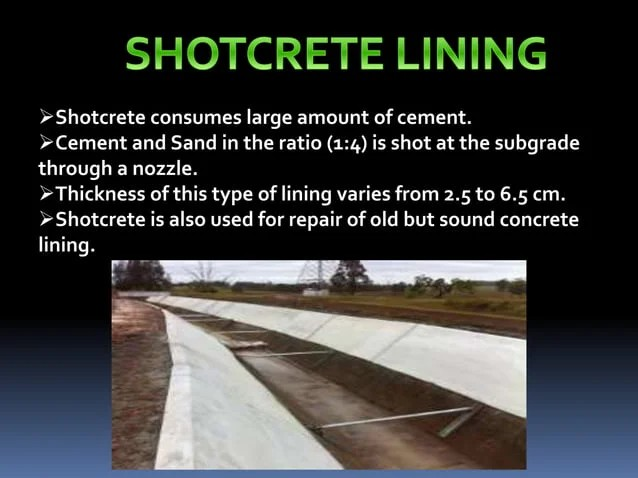 SHOTCRETE LINING
➢Shotcrete consumes large amount of cement.
➢Cement and Sand in the ratio (1:4) is shot at the subgrade
through a nozzle.
➢Thickness of this type of lining varies from 2.5 to 6.5 cm.
➢Shotcrete is also used for repair of old but sound concrete
lining.